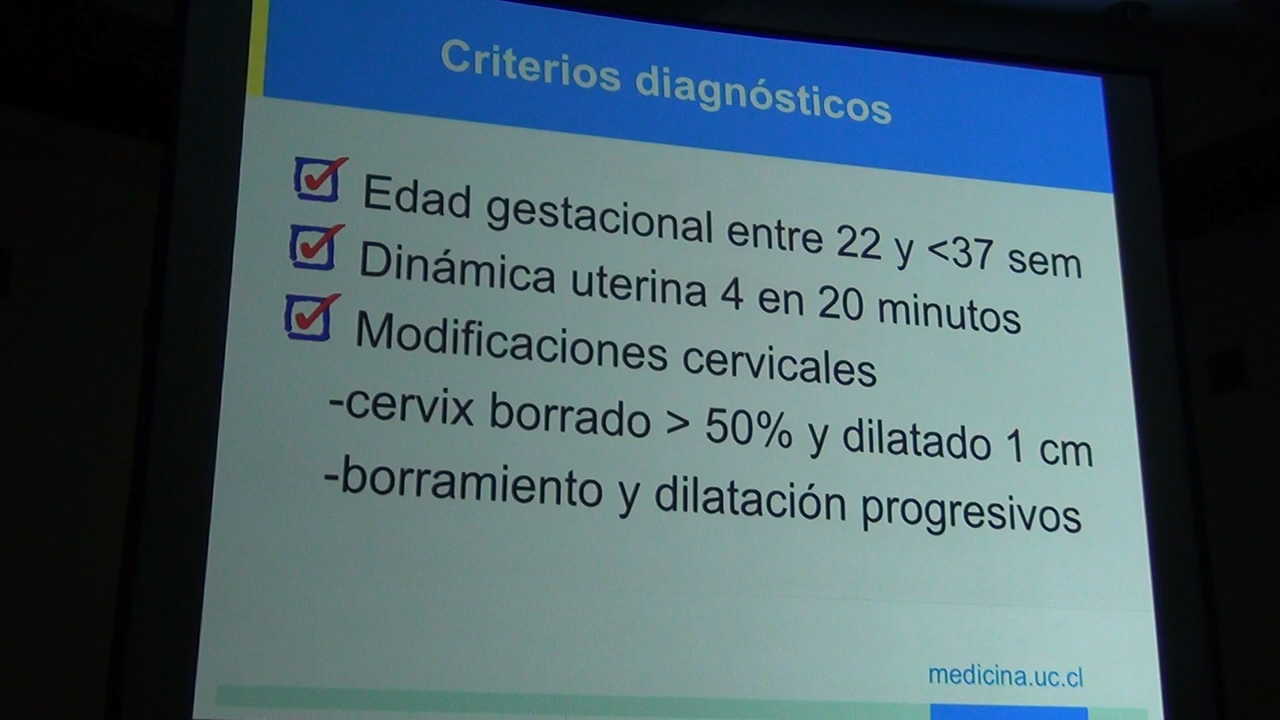 Criterios diagnósticos
Edad gestacional entre 22 y <37 sem
Dinámica uterina 4 en 20 minutos
Modificaciones cervicales
-cervix borrado > 50% y dilatado 1 cm
-borramiento y dilatación progresivos
medicina.uc.cl